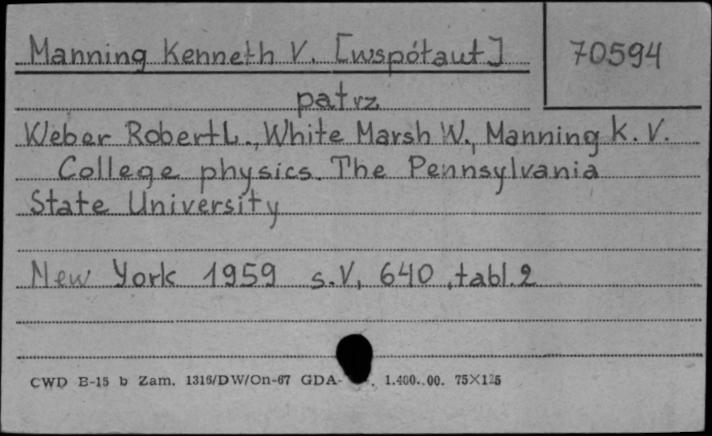 Manning Kenneth V. [współaut]
70594
patrz
Weber Robert L., White Marsh W., Manning K. V.
College physics. The Pennsylvania
State University
New York 1959 s.V, 640, tabl.2
CWD E-15 b Zam. 1316/DW/On-67 GDA- 1.400..00. 75X125